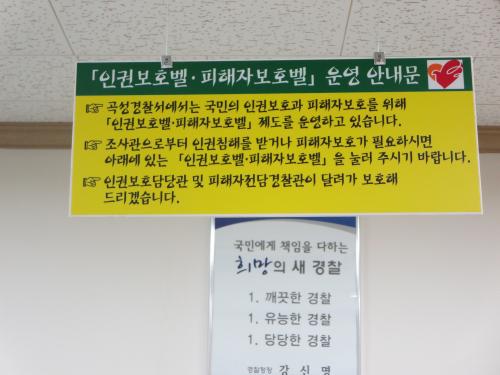 「인권보호벨·피해자보호벨」 운영 안내문
☞ 곡성경찰서에서는 국민의 인권보호과 피해자보호를 위해
「인권보호벨·피해자보호벨」 제도를 운영하고 있습니다.
☞ 조사관으로부터 인권침해를 받거나 피해자보호가 필요하시면
아래에 있는 「인권보호벨·피해자보호벨」을 눌러 주시기 바랍니다.
☞ 인권보호담당관 및 피해자전담경찰관이 달려가 보호해
드리겠습니다.
국민에게 책임을 다하는
희망의 새 경찰
1. 깨끗한 경찰
1. 유능한 경찰
1. 당당한 경찰
경찰청장 강신명